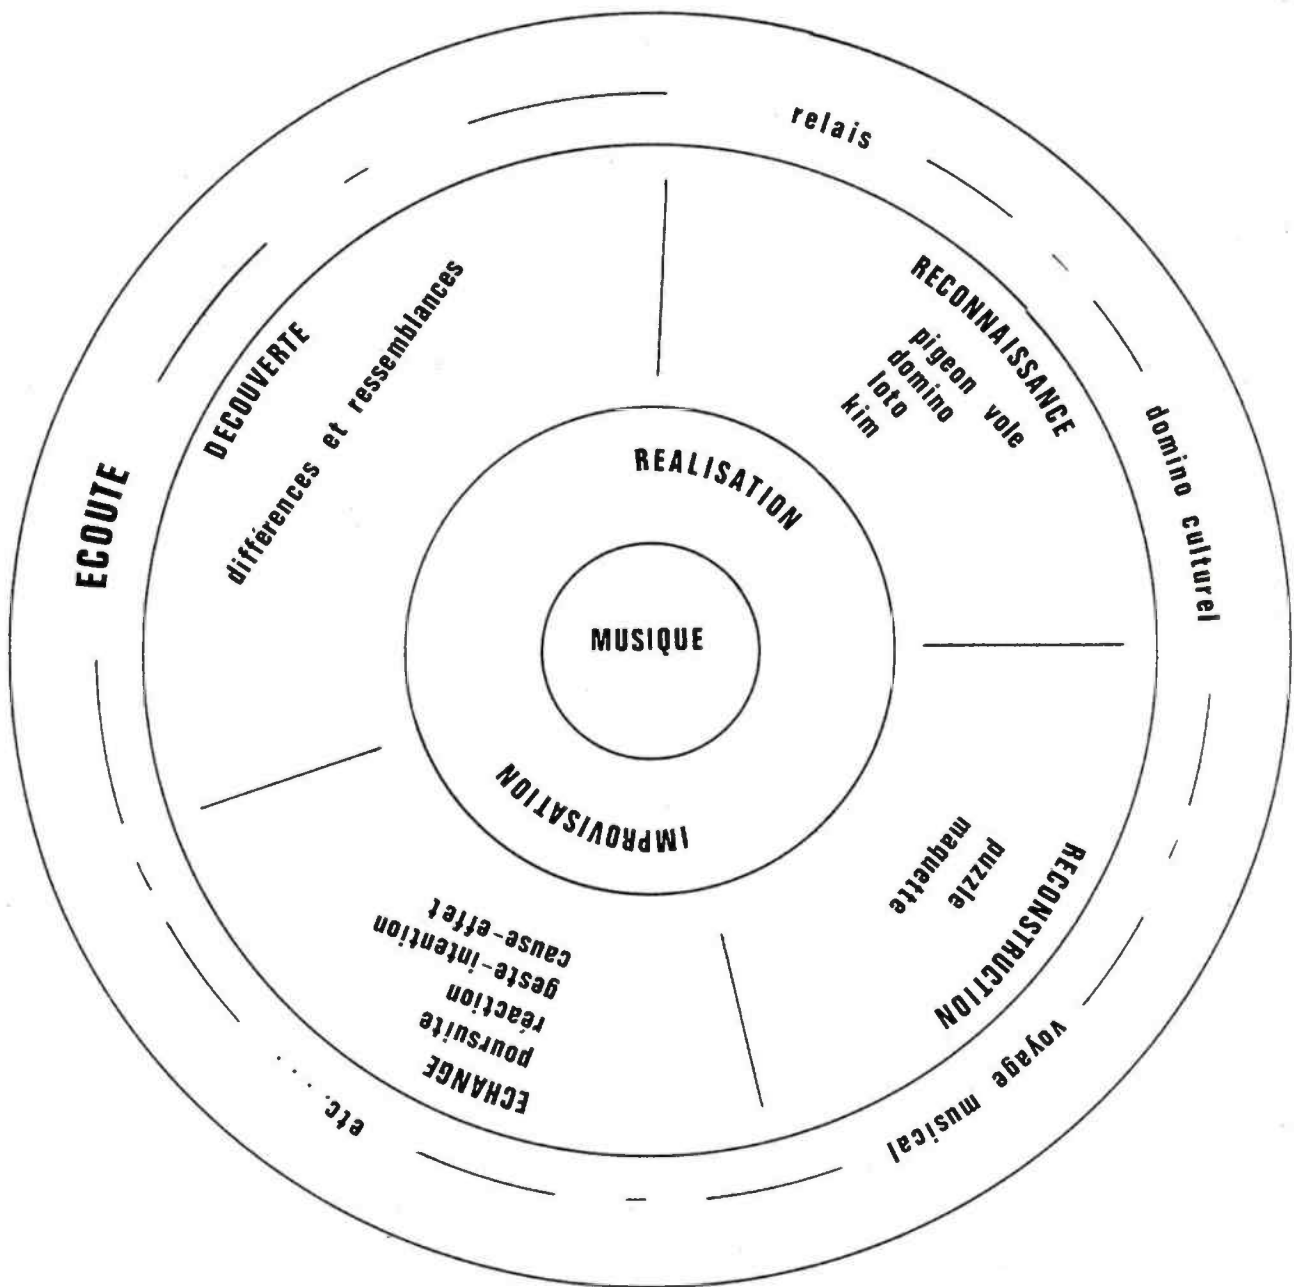 ECOUTE
relais
domino culturel
voyage musical
etc....
DECOUVERTE
différences et ressemblances
RECONNAISSANCE
pigeon vole
domino
loto
kim
RECONSTRUCTION
puzzle
maquette
ECHANGE
poursuite
réaction
geste-intention
cause-effet
REALISATION
IMPROVISATION
MUSIQUE